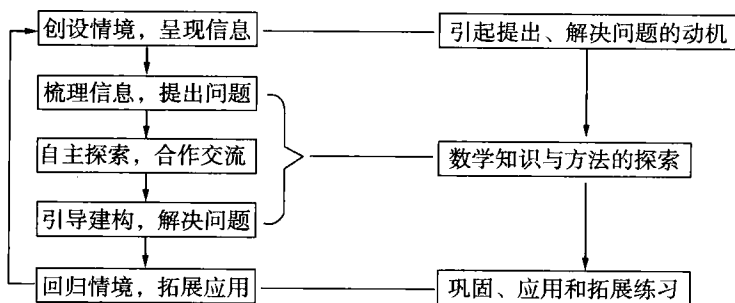 创设情境，呈现信息
引起提出、解决问题的动机
梳理信息，提出问题
自主探索，合作交流
数学知识与方法的探索
引导建构，解决问题
回归情境，拓展应用
巩固、应用和拓展练习